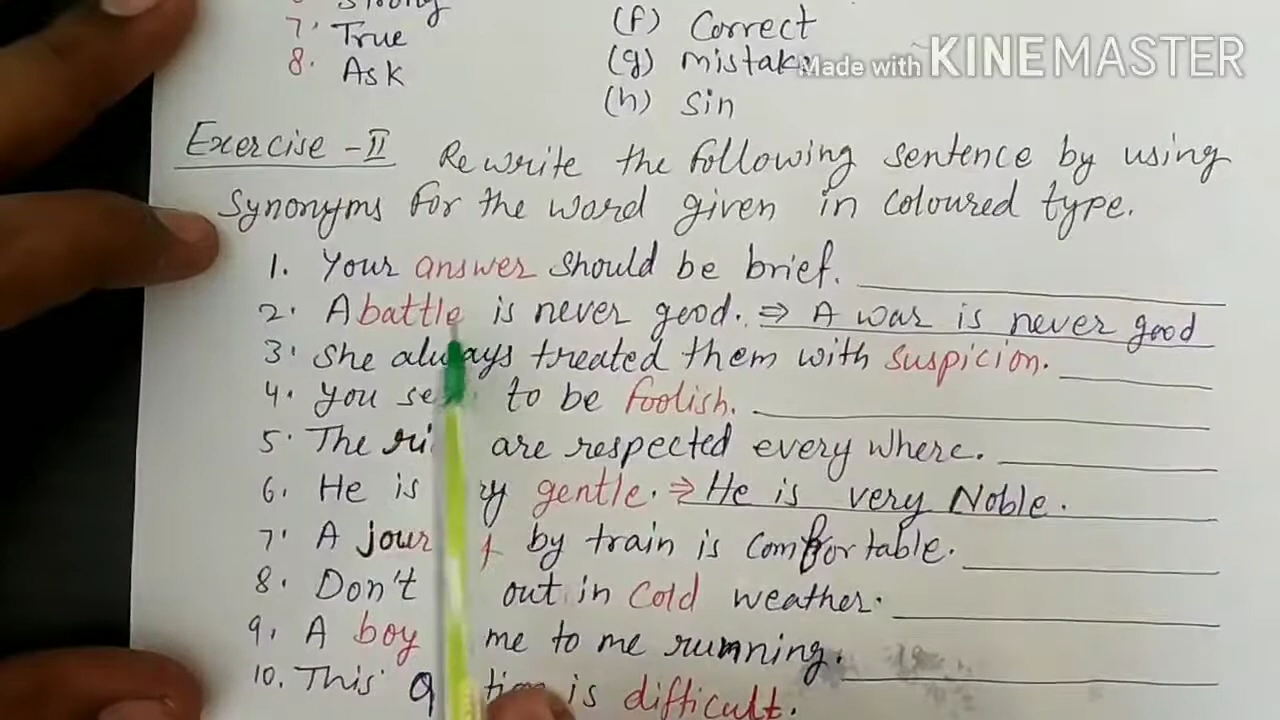 7. True
8. Ask
(f) Correct
(g) mistake
(h) Sin
Made with KINEMASTER
Exercise - II Rewrite the following sentence by using
Synonyms for the word given in coloured type.
1. Your answer should be brief.
2. A battle is never good. ⇒ A war is never good
3. She always treated them with suspicion.
4. You to be foolish.
5. The are respected every where.
6. He is gentle. ⇒ He is very Noble.
7. A by train is comfortable.
8. Don't out in cold weather.
9. A boy me to me running.
10. This is difficult.